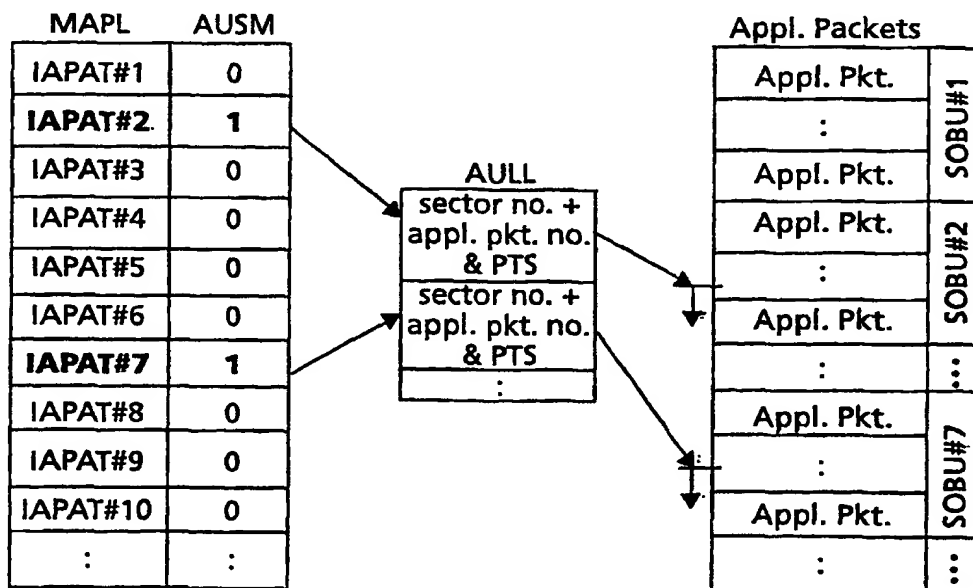 MAPL AUSM
IAPAT#1 0
IAPAT#2. 1
IAPAT#3 0
IAPAT#4 0
IAPAT#5 0
IAPAT#6 0
IAPAT#7 1
IAPAT#8 0
IAPAT#9 0
IAPAT#10 0
: :
AULL
sector no. +
appl. pkt. no.
& PTS
sector no. +
appl. pkt. no.
& PTS
:
Appl. Packets
Appl. Pkt.
:
Appl. Pkt.
SOBU#1
Appl. Pkt.
:
Appl. Pkt.
SOBU#2
:
...
Appl. Pkt.
:
Appl. Pkt.
SOBU#7
:
...